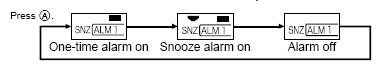 Press Ⓐ.
SNZ ALM 1
SNZ ALM 1
SNZ ALM 1
One-time alarm on
Snooze alarm on
Alarm off